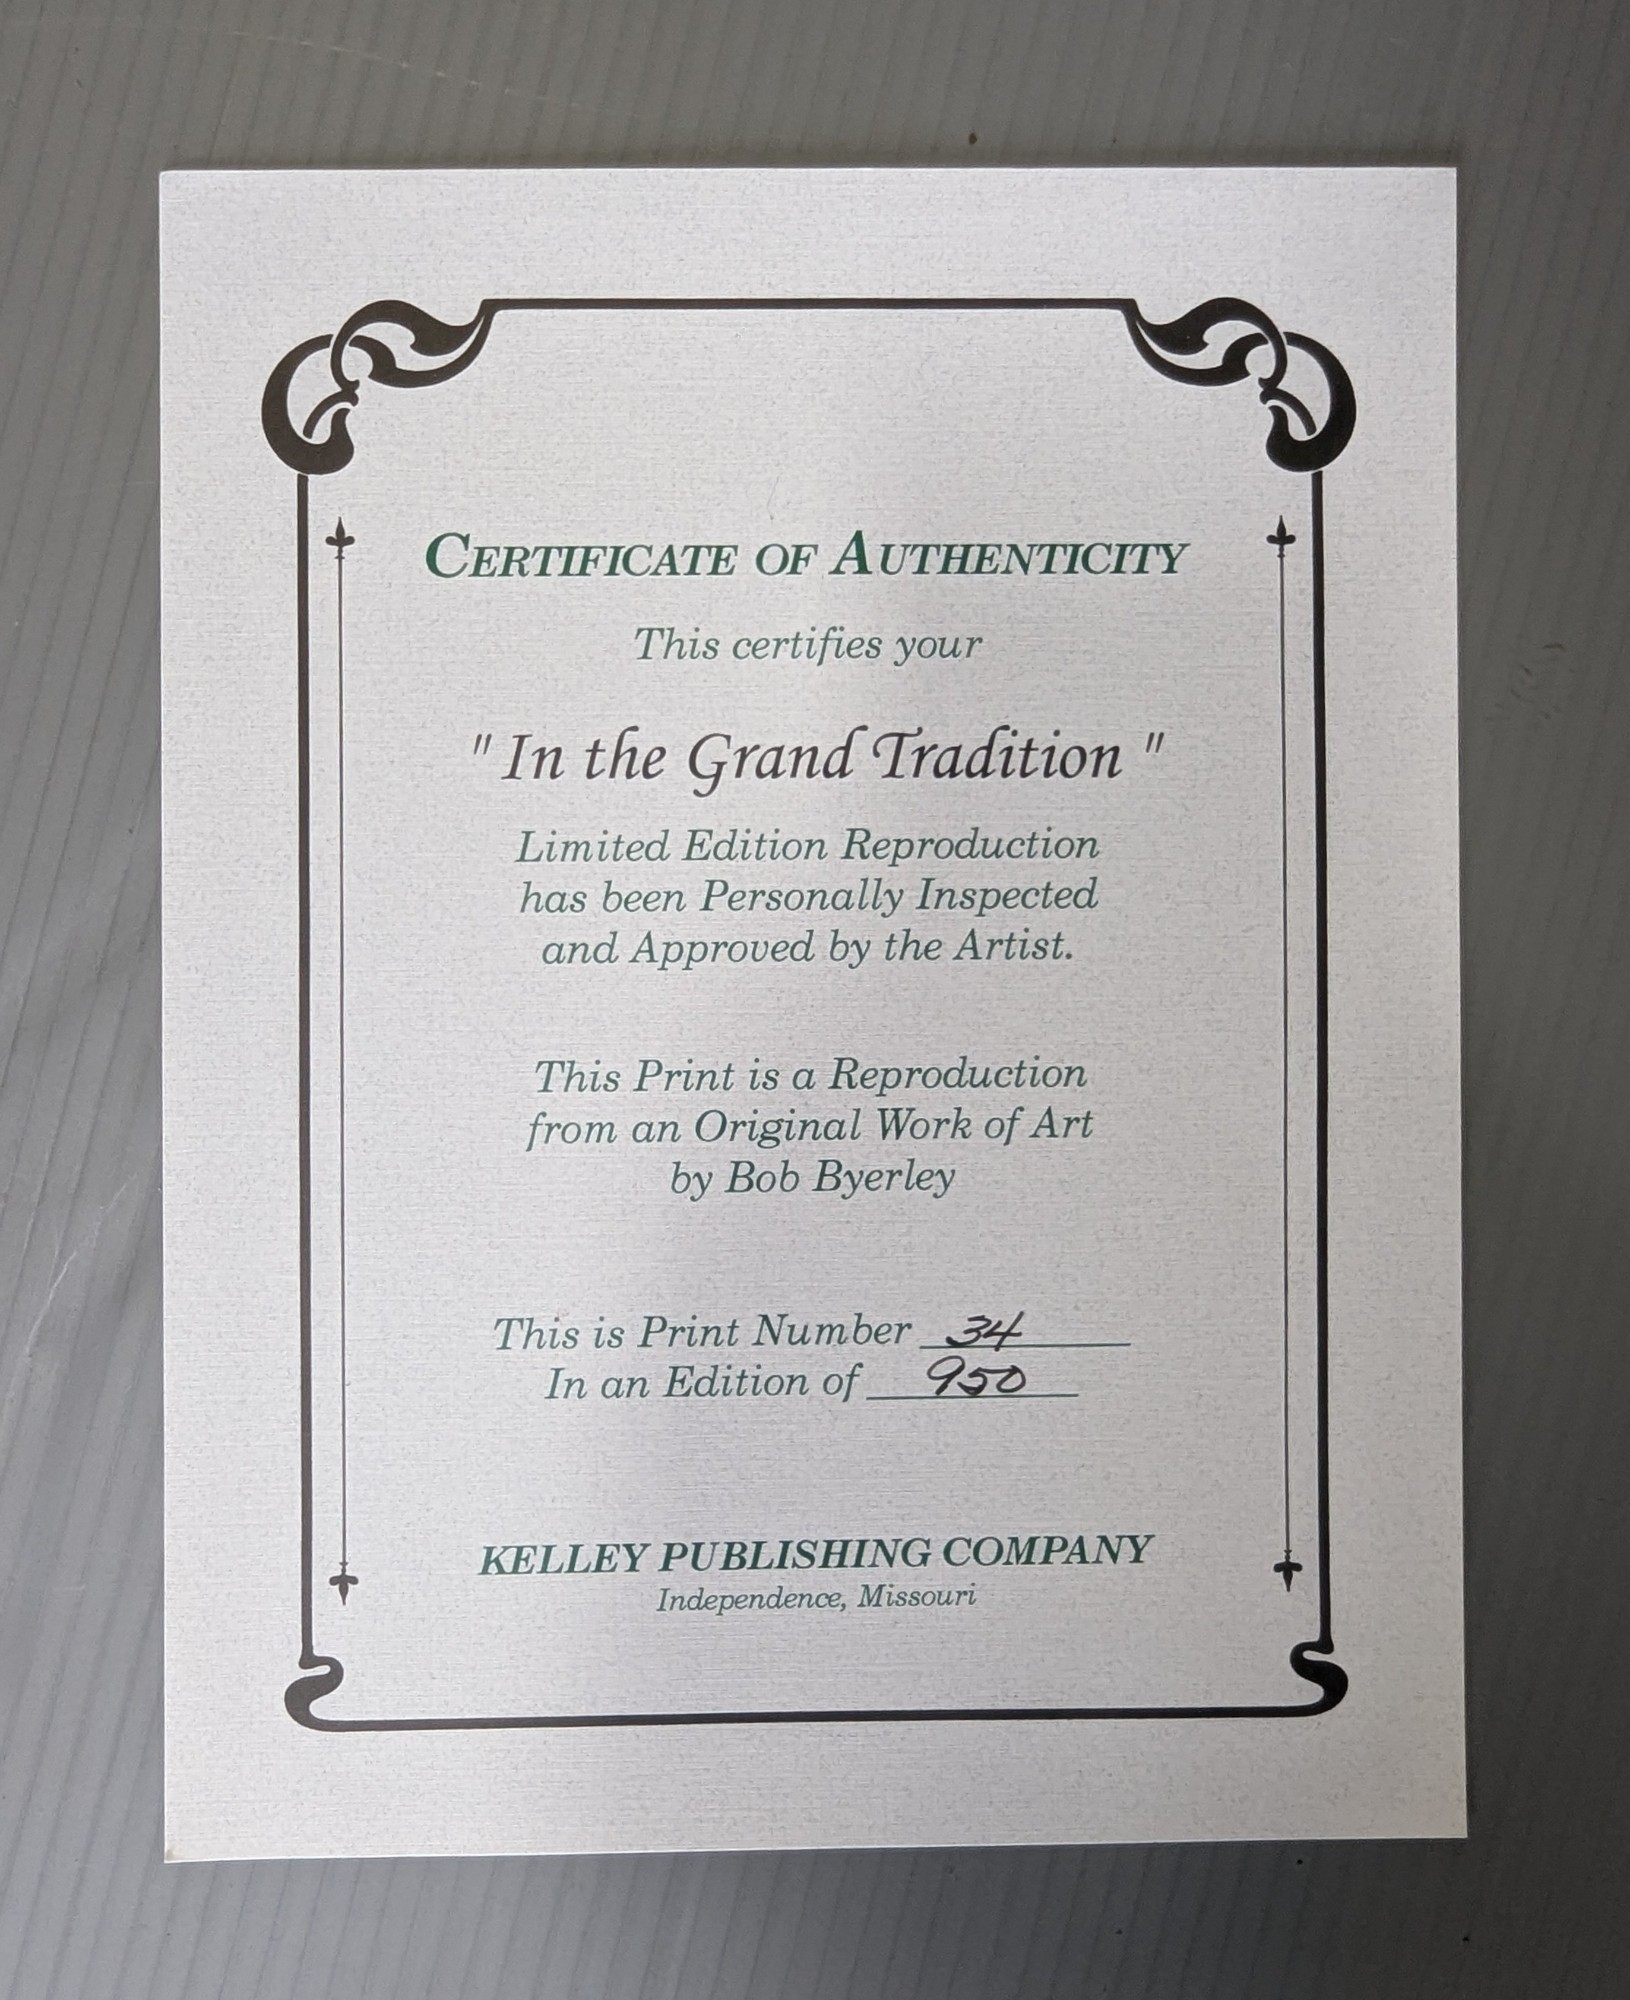 CERTIFICATE OF AUTHENTICITY
This certifies your
" In the Grand Tradition "
Limited Edition Reproduction
has been Personally Inspected
and Approved by the Artist.
This Print is a Reproduction
from an Original Work of Art
by Bob Byerley
This is Print Number 34
In an Edition of 950
KELLEY PUBLISHING COMPANY
Independence, Missouri